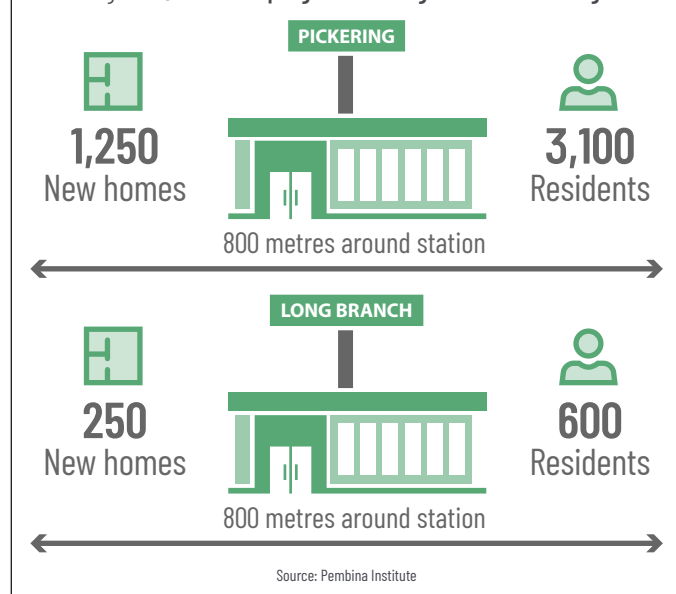 PICKERING
1,250
New homes
3,100
Residents
800 metres around station
LONG BRANCH
250
New homes
600
Residents
800 metres around station
Source: Pembina Institute